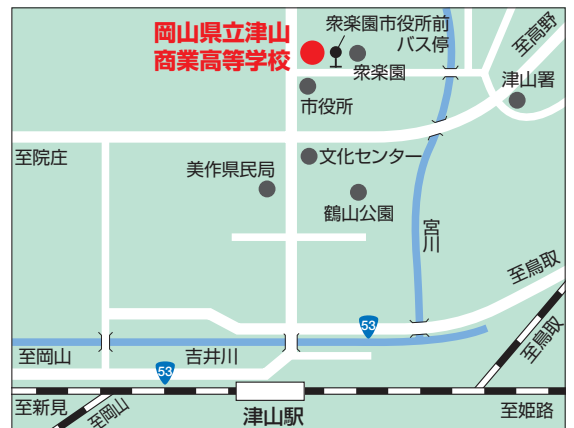 岡山県立津山
商業高等学校
衆楽園市役所前
バス停
至高野
衆楽園
津山署
市役所
至院庄
文化センター
美作県民局
鶴山公園
宮川
至鳥取
53
至岡山
吉井川
53
至鳥取
至新見
至岡山
津山駅
至姫路